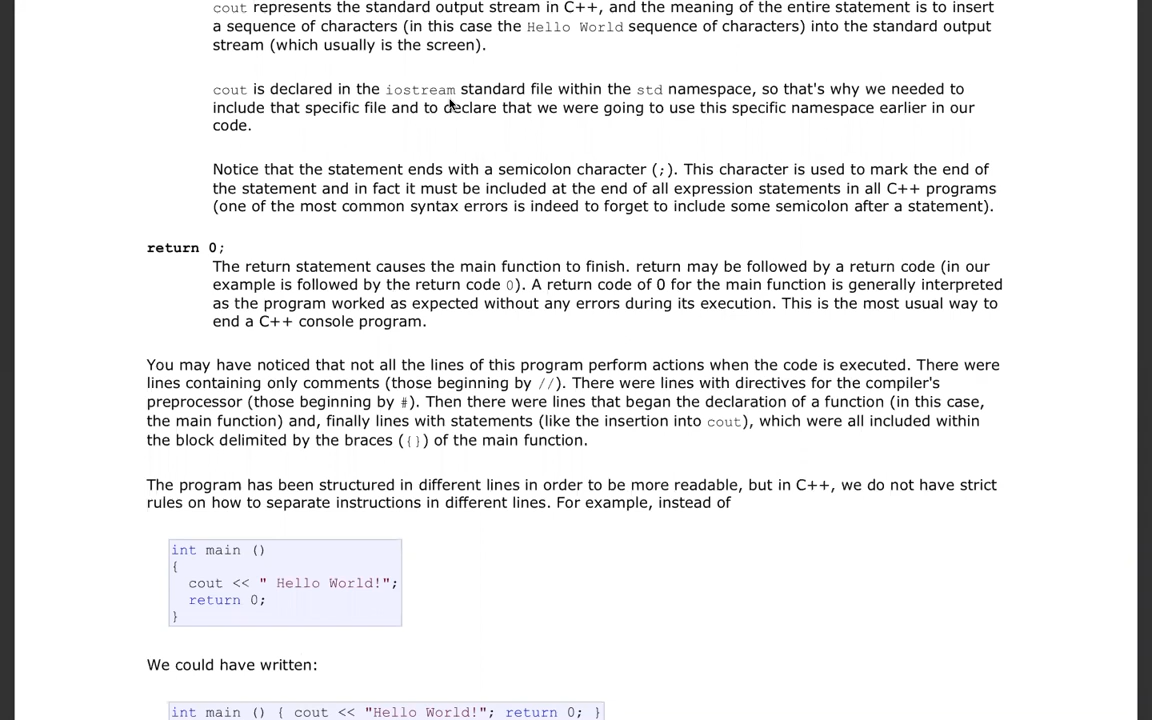 cout represents the standard output stream in C++, and the meaning of the entire statement is to insert
a sequence of characters (in this case the Hello World sequence of characters) into the standard output
stream (which usually is the screen).
cout is declared in the iostream standard file within the std namespace, so that's why we needed to
include that specific file and to declare that we were going to use this specific namespace earlier in our
code.
Notice that the statement ends with a semicolon character (;). This character is used to mark the end of
the statement and in fact it must be included at the end of all expression statements in all C++ programs
(one of the most common syntax errors is indeed to forget to include some semicolon after a statement).
return 0;
The return statement causes the main function to finish. return may be followed by a return code (in our
example is followed by the return code 0). A return code of 0 for the main function is generally interpreted
as the program worked as expected without any errors during its execution. This is the most usual way to
end a C++ console program.
You may have noticed that not all the lines of this program perform actions when the code is executed. There were
lines containing only comments (those beginning by //). There were lines with directives for the compiler's
preprocessor (those beginning by #). Then there were lines that began the declaration of a function (in this case,
the main function) and, finally lines with statements (like the insertion into cout), which were all included within
the block delimited by the braces ({}) of the main function.
The program has been structured in different lines in order to be more readable, but in C++, we do not have strict
rules on how to separate instructions in different lines. For example, instead of
int main ()
{
cout << " Hello World!";
return 0;
}
We could have written:
int main () { cout << "Hello World!"; return 0; }